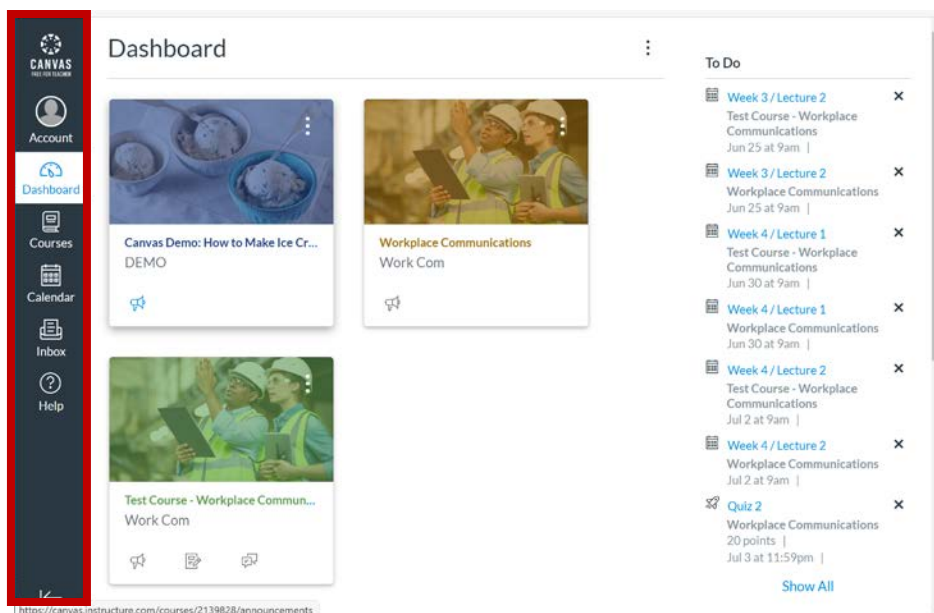 CANVAS
FREE FOR TEACHER
Account
Dashboard
Courses
Calendar
Inbox
Help
Dashboard
Canvas Demo: How to Make Ice Cr...
DEMO
Workplace Communications
Work Com
Test Course - Workplace Commun...
Work Com
To Do
Week 3 / Lecture 2
Test Course - Workplace
Communications
Jun 25 at 9am |
Week 3 / Lecture 2
Workplace Communications
Jun 25 at 9am |
Week 4 / Lecture 1
Test Course - Workplace
Communications
Jun 30 at 9am |
Week 4 / Lecture 1
Workplace Communications
Jun 30 at 9am |
Week 4 / Lecture 2
Test Course - Workplace
Communications
Jul 2 at 9am |
Week 4 / Lecture 2
Workplace Communications
Jul 2 at 9am |
Quiz 2
Workplace Communications
20 points |
Jul 3 at 11:59pm |
Show All
https://canvas.instructure.com/courses/2139828/announcements